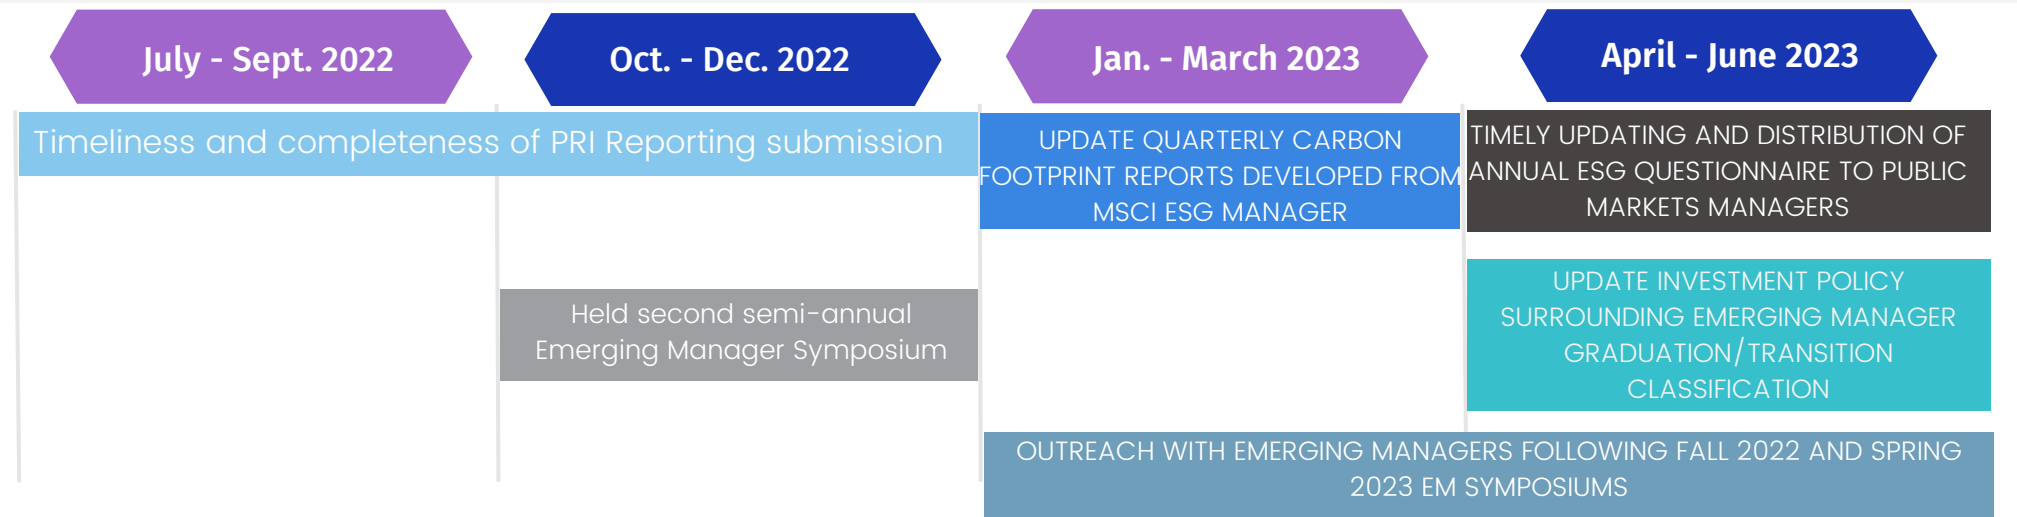 July - Sept. 2022
Oct. - Dec. 2022
Jan. - March 2023
April - June 2023
Timeliness and completeness of PRI Reporting submission
UPDATE QUARTERLY CARBON
FOOTPRINT REPORTS DEVELOPED FROM
MSCI ESG MANAGER
TIMELY UPDATING AND DISTRIBUTION OF
ANNUAL ESG QUESTIONNAIRE TO PUBLIC
MARKETS MANAGERS
Held second semi-annual
Emerging Manager Symposium
UPDATE INVESTMENT POLICY
SURROUNDING EMERGING MANAGER
GRADUATION/TRANSITION
CLASSIFICATION
OUTREACH WITH EMERGING MANAGERS FOLLOWING FALL 2022 AND SPRING
2023 EM SYMPOSIUMS